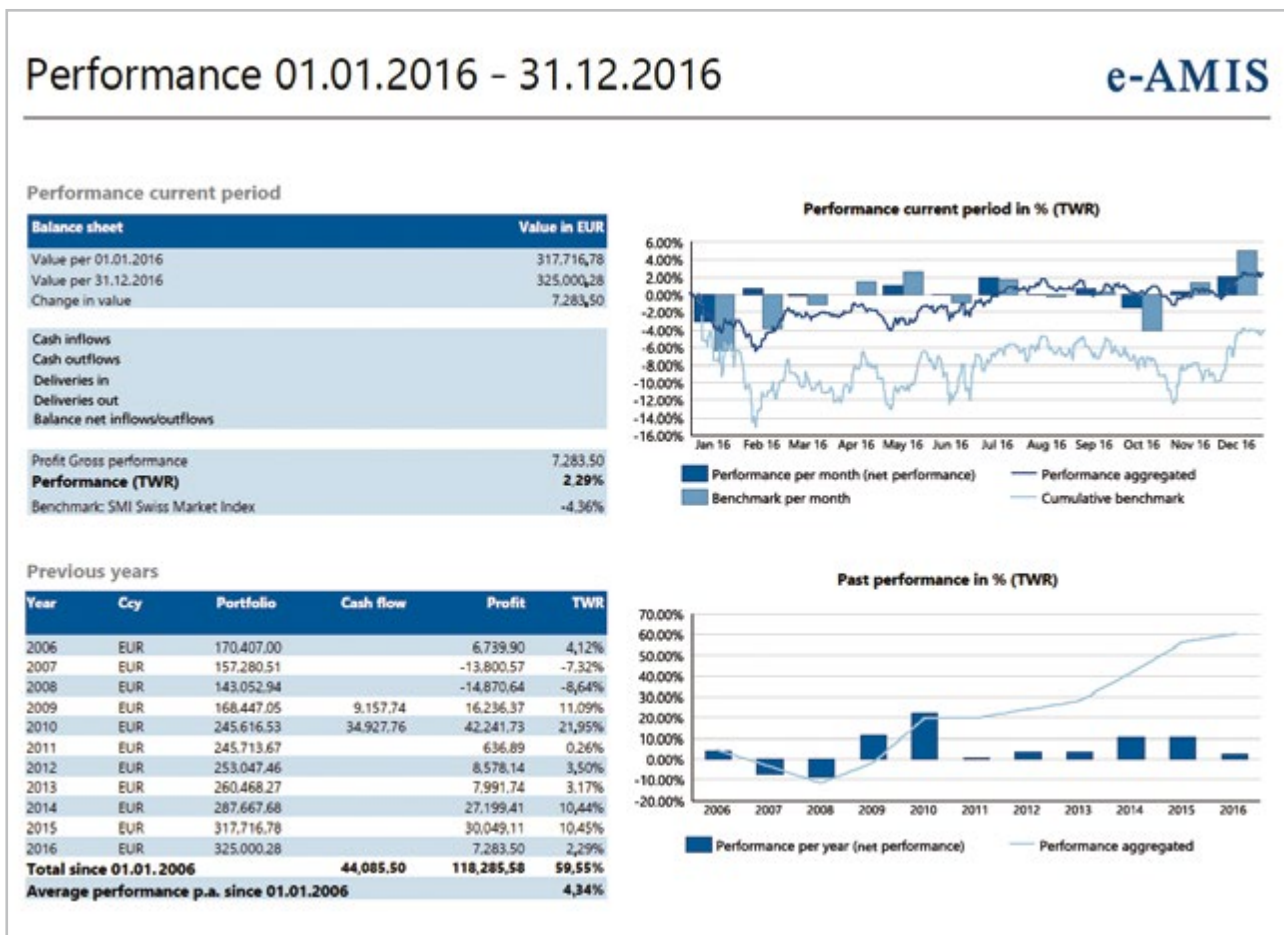 Performance 01.01.2016 - 31.12.2016
e-AMIS
Performance current period
Balance sheet Value in EUR
Value per 01.01.2016 317.716,78
Value per 31.12.2016 325.000,28
Change in value 7.283,50
Cash inflows
Cash outflows
Deliveries in
Deliveries out
Balance net inflows/outflows
Profit Gross performance 7.283,50
Performance (TWR) 2,29%
Benchmark: SMI Swiss Market Index -4,36%
Performance current period in % (TWR)
6.00%
4.00%
2.00%
0.00%
-2.00%
-4.00%
-6.00%
-8.00%
-10.00%
-12.00%
-14.00%
-16.00%
Jan 16 Feb 16 Mar 16 Apr 16 May 16 Jun 16 Jul 16 Aug 16 Sep 16 Oct 16 Nov 16 Dec 16
Performance per month (net performance) Performance aggregated
Benchmark per month Cumulative benchmark
Previous years
Year Ccy Portfolio Cash flow Profit TWR
2006 EUR 170,407.00 6,739.90 4,12%
2007 EUR 157.280.51 -13,800.57 -7.32%
2008 EUR 143.052.94 -14,870,64 -8,64%
2009 EUR 168,447.05 9.157,74 16,236,37 11,09%
2010 EUR 245.616.53 34,927.76 42,241.73 21,95%
2011 EUR 245,713.67 636,89 0.26%
2012 EUR 253,047.46 8,578,14 3,50%
2013 EUR 260,468.27 7,991,74 3,17%
2014 EUR 287,667.68 27,199.41 10,44%
2015 EUR 317,716,78 30,049,11 10,45%
2016 EUR 325,000.28 7.283,50 2,29%
Total since 01.01.2006 44,085,50 118,285,58 59,55%
Average performance p.a. since 01.01.2006 4,34%
Past performance in % (TWR)
70.00%
60.00%
50.00%
40.00%
30.00%
20.00%
10.00%
0.00%
-10.00%
-20.00%
2006 2007 2008 2009 2010 2011 2012 2013 2014 2015 2016
Performance per year (net performance) Performance aggregated